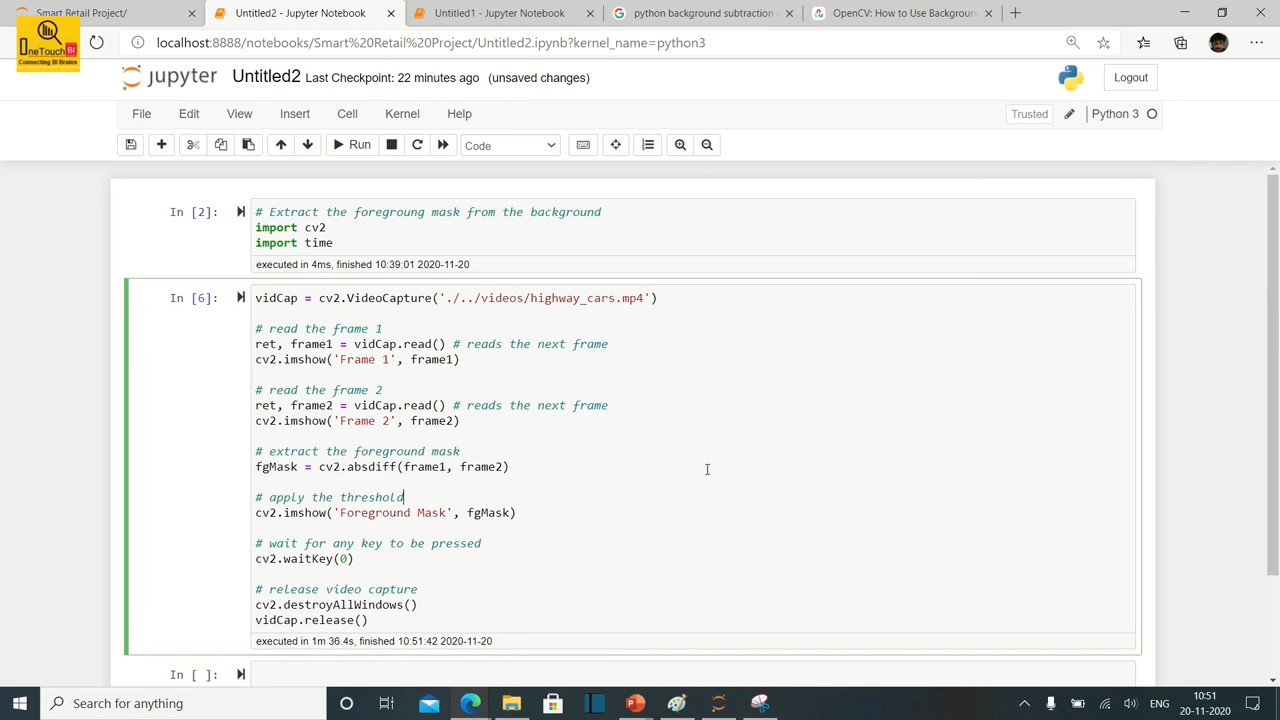 Smart Retail Project/
Untitled2 - Jupyter Notebook
Untitled1 - Jupyter Notebook
python background subtraction -
OpenCV: How to Use Background
OneTouchBI
Connecting BI Brains
localhost:8888/notebooks/Smart%20Retail%20Project/Untitled2.ipynb?kernel_name=python3
jupyter Untitled2 Last Checkpoint: 22 minutes ago (unsaved changes)
Logout
File Edit View Insert Cell Kernel Help
Trusted Python 3
Run Code
In [2]:
# Extract the foregroung mask from the background
import cv2
import time
executed in 4ms, finished 10:39:01 2020-11-20
In [6]:
vidCap = cv2.VideoCapture('./../videos/highway_cars.mp4')
# read the frame 1
ret, frame1 = vidCap.read() # reads the next frame
cv2.imshow('Frame 1', frame1)
# read the frame 2
ret, frame2 = vidCap.read() # reads the next frame
cv2.imshow('Frame 2', frame2)
# extract the foreground mask
fgMask = cv2.absdiff(frame1, frame2)
# apply the threshold
cv2.imshow('Foreground Mask', fgMask)
# wait for any key to be pressed
cv2.waitKey(0)
# release video capture
cv2.destroyAllWindows()
vidCap.release()
executed in 1m 36.4s, finished 10:51:42 2020-11-20
In [ ]:
Search for anything
ENG
10:51
20-11-2020